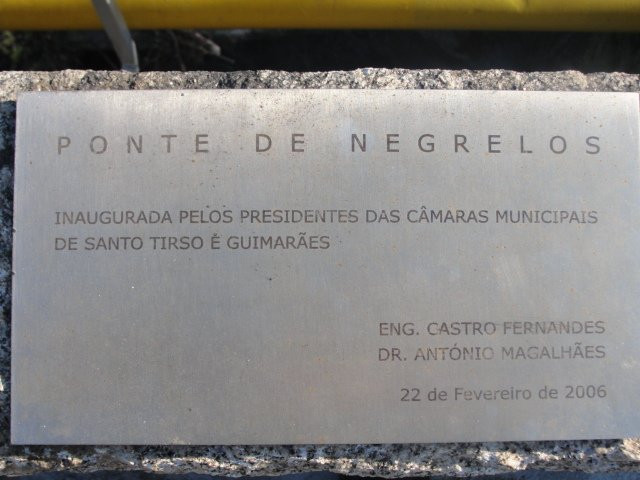 PONTE DE NEGRELOS
INAUGURADA PELOS PRESIDENTES DAS CÂMARAS MUNICIPAIS
DE SANTO TIRSO E GUIMARÃES
ENG. CASTRO FERNANDES
DR. ANTÓNIO MAGALHÃES
22 de Fevereiro de 2006